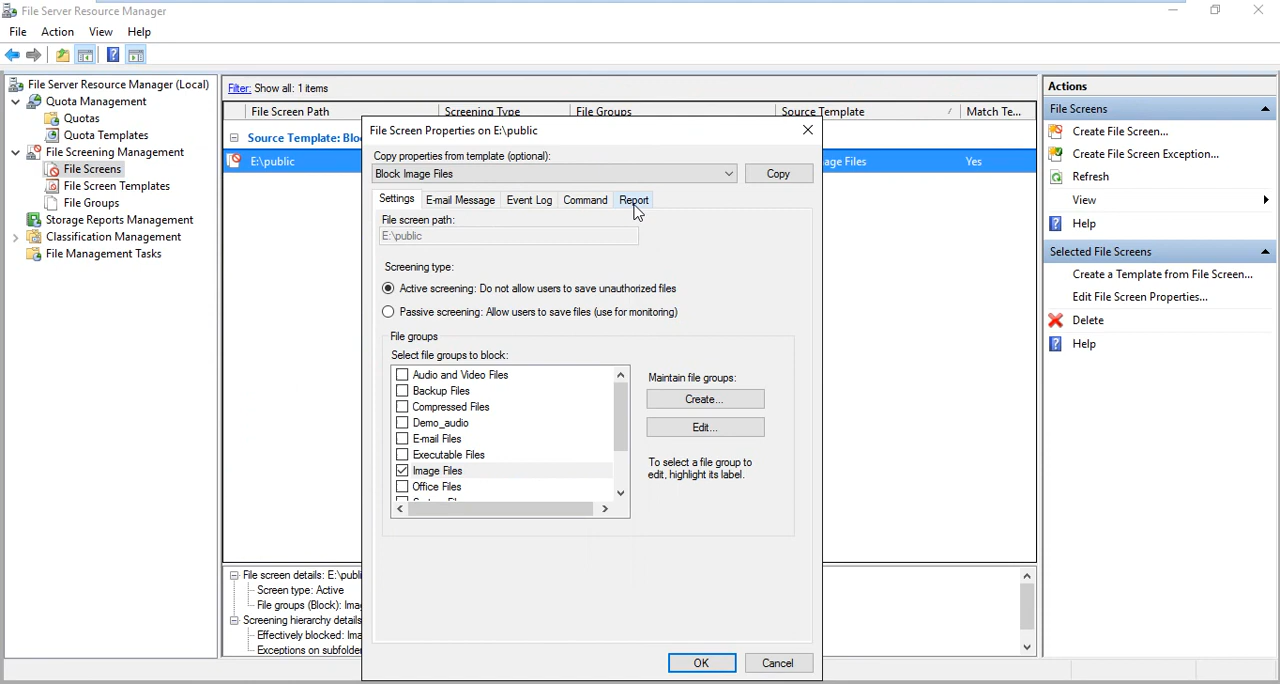 File Server Resource Manager
File Action View Help
File Server Resource Manager (Local)
Quota Management
Quotas
Quota Templates
File Screening Management
File Screens
File Screen Templates
File Groups
Storage Reports Management
Classification Management
File Management Tasks
Filter: Show all: 1 items
File Screen Path Screening Type File Groups Source Template Match Te...
Source Template: Blo
E:\public age Files Yes
File Screen Properties on E:\public
Copy properties from template (optional):
Block Image Files Copy
Settings E-mail Message Event Log Command Report
File screen path:
E:\public
Screening type:
Active screening: Do not allow users to save unauthorized files
Passive screening: Allow users to save files (use for monitoring)
File groups
Select file groups to block:
Audio and Video Files
Backup Files
Compressed Files
Demo_audio
E-mail Files
Executable Files
Image Files
Office Files
Maintain file groups:
Create...
Edit...
To select a file group to
edit, highlight its label.
OK Cancel
File screen details: E:\publi
Screen type: Active
File groups (Block): Ima
Screening hierarchy details
Effectively blocked: Ima
Exceptions on subfolde
Actions
File Screens
Create File Screen...
Create File Screen Exception...
Refresh
View
Help
Selected File Screens
Create a Template from File Screen...
Edit File Screen Properties...
Delete
Help